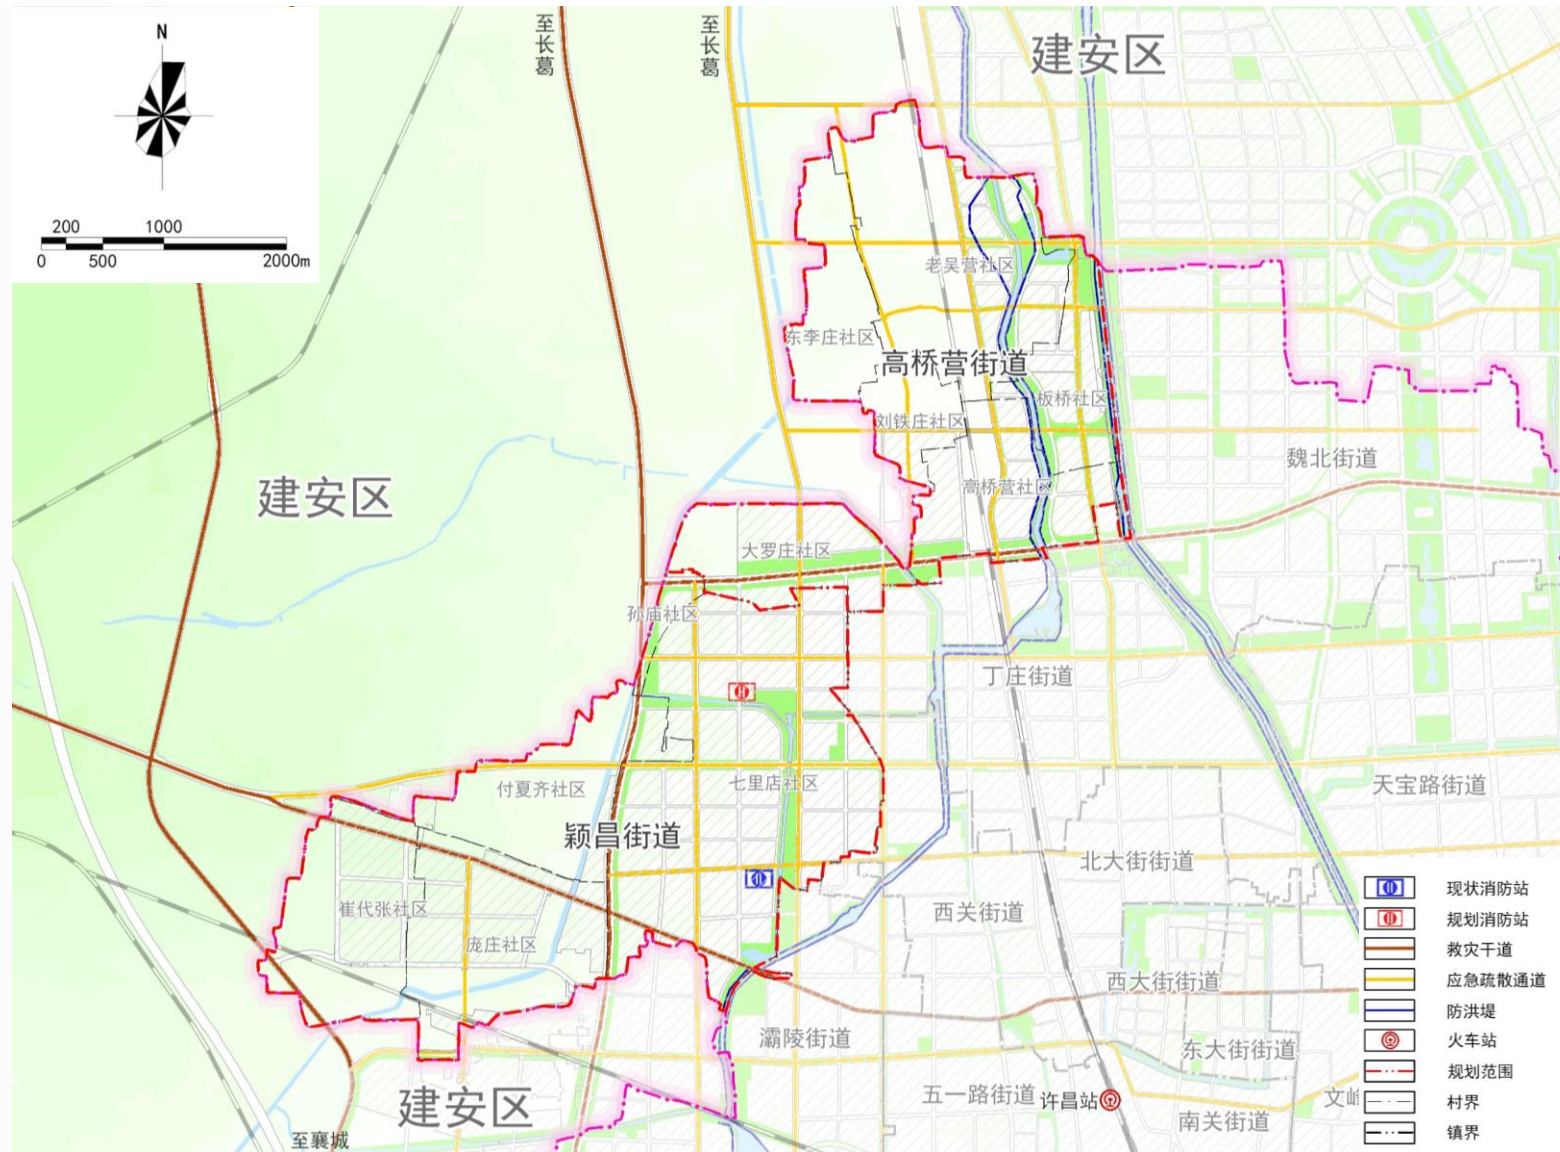 N
200
1000
0
500
2000m
至长葛
至长葛
建安区
老吴营社区
东李庄社区
高桥营街道
板桥社区
刘铁庄社区
魏北街道
高桥营社区
建安区
大罗庄社区
孙庙社区
丁庄街道
付夏齐社区
七里店社区
天宝路街道
颍昌街道
北大街街道
崔代张社区
西关街道
庞庄社区
西大街街道
灞陵街道
东大街街道
建安区
五一路街道
许昌站
南关街道
至襄城
现状消防站
规划消防站
救灾干道
应急疏散通道
防洪堤
火车站
规划范围
村界
镇界